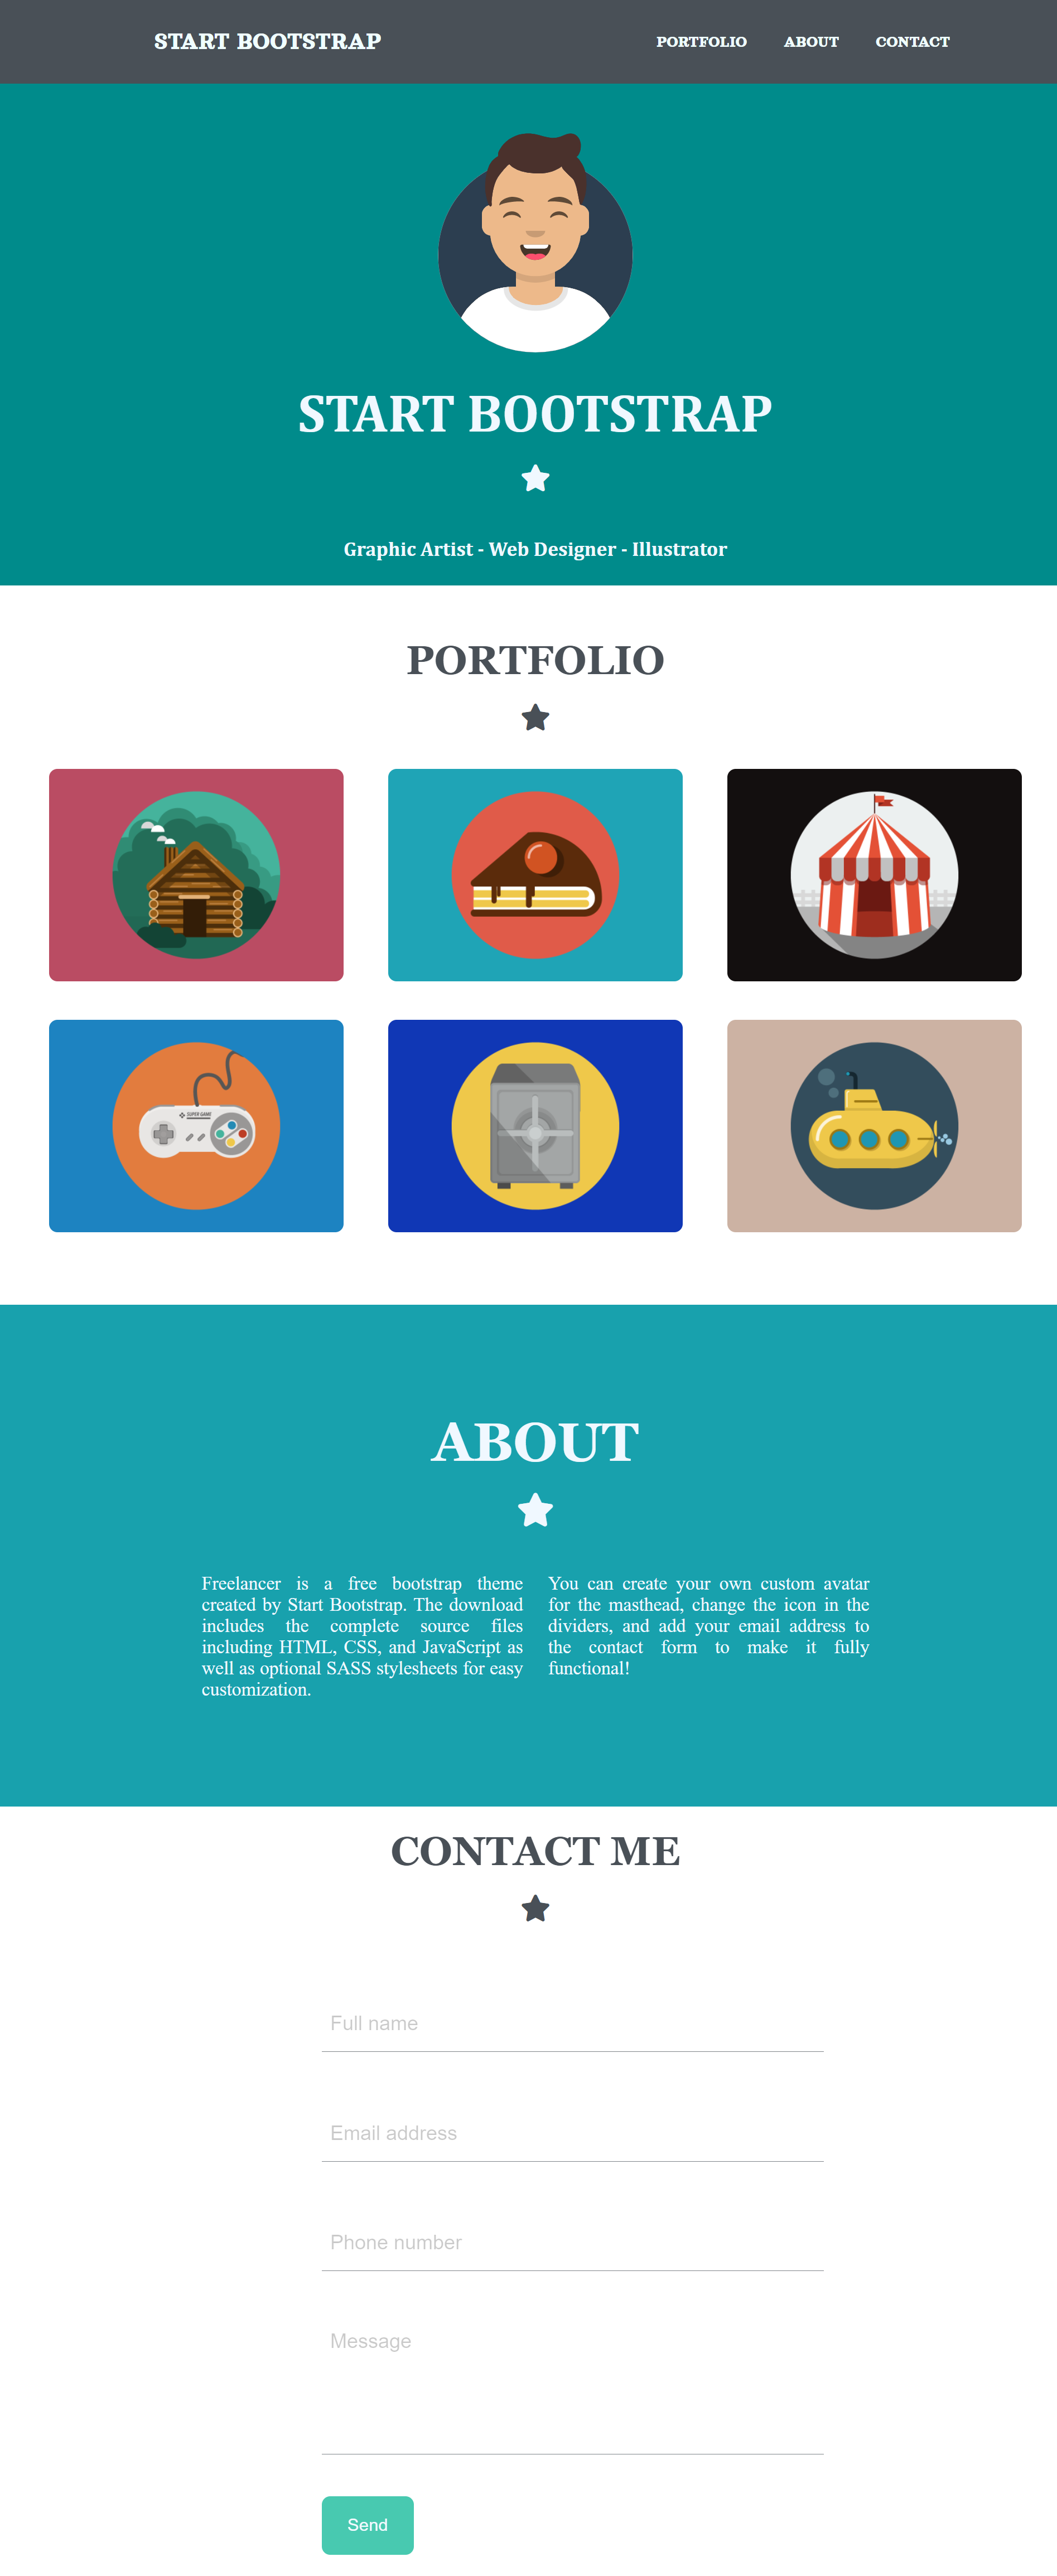 START BOOTSTRAP
PORTFOLIO ABOUT CONTACT
START BOOTSTRAP
Graphic Artist - Web Designer - Illustrator
PORTFOLIO
SUPER GAME
ABOUT
Freelancer is a free bootstrap theme
created by Start Bootstrap. The download
includes the complete source files
including HTML, CSS, and JavaScript as
well as optional SASS stylesheets for easy
customization.
You can create your own custom avatar
for the masthead, change the icon in the
dividers, and add your email address to
the contact form to make it fully
functional!
CONTACT ME
Full name
Email address
Phone number
Message
Send